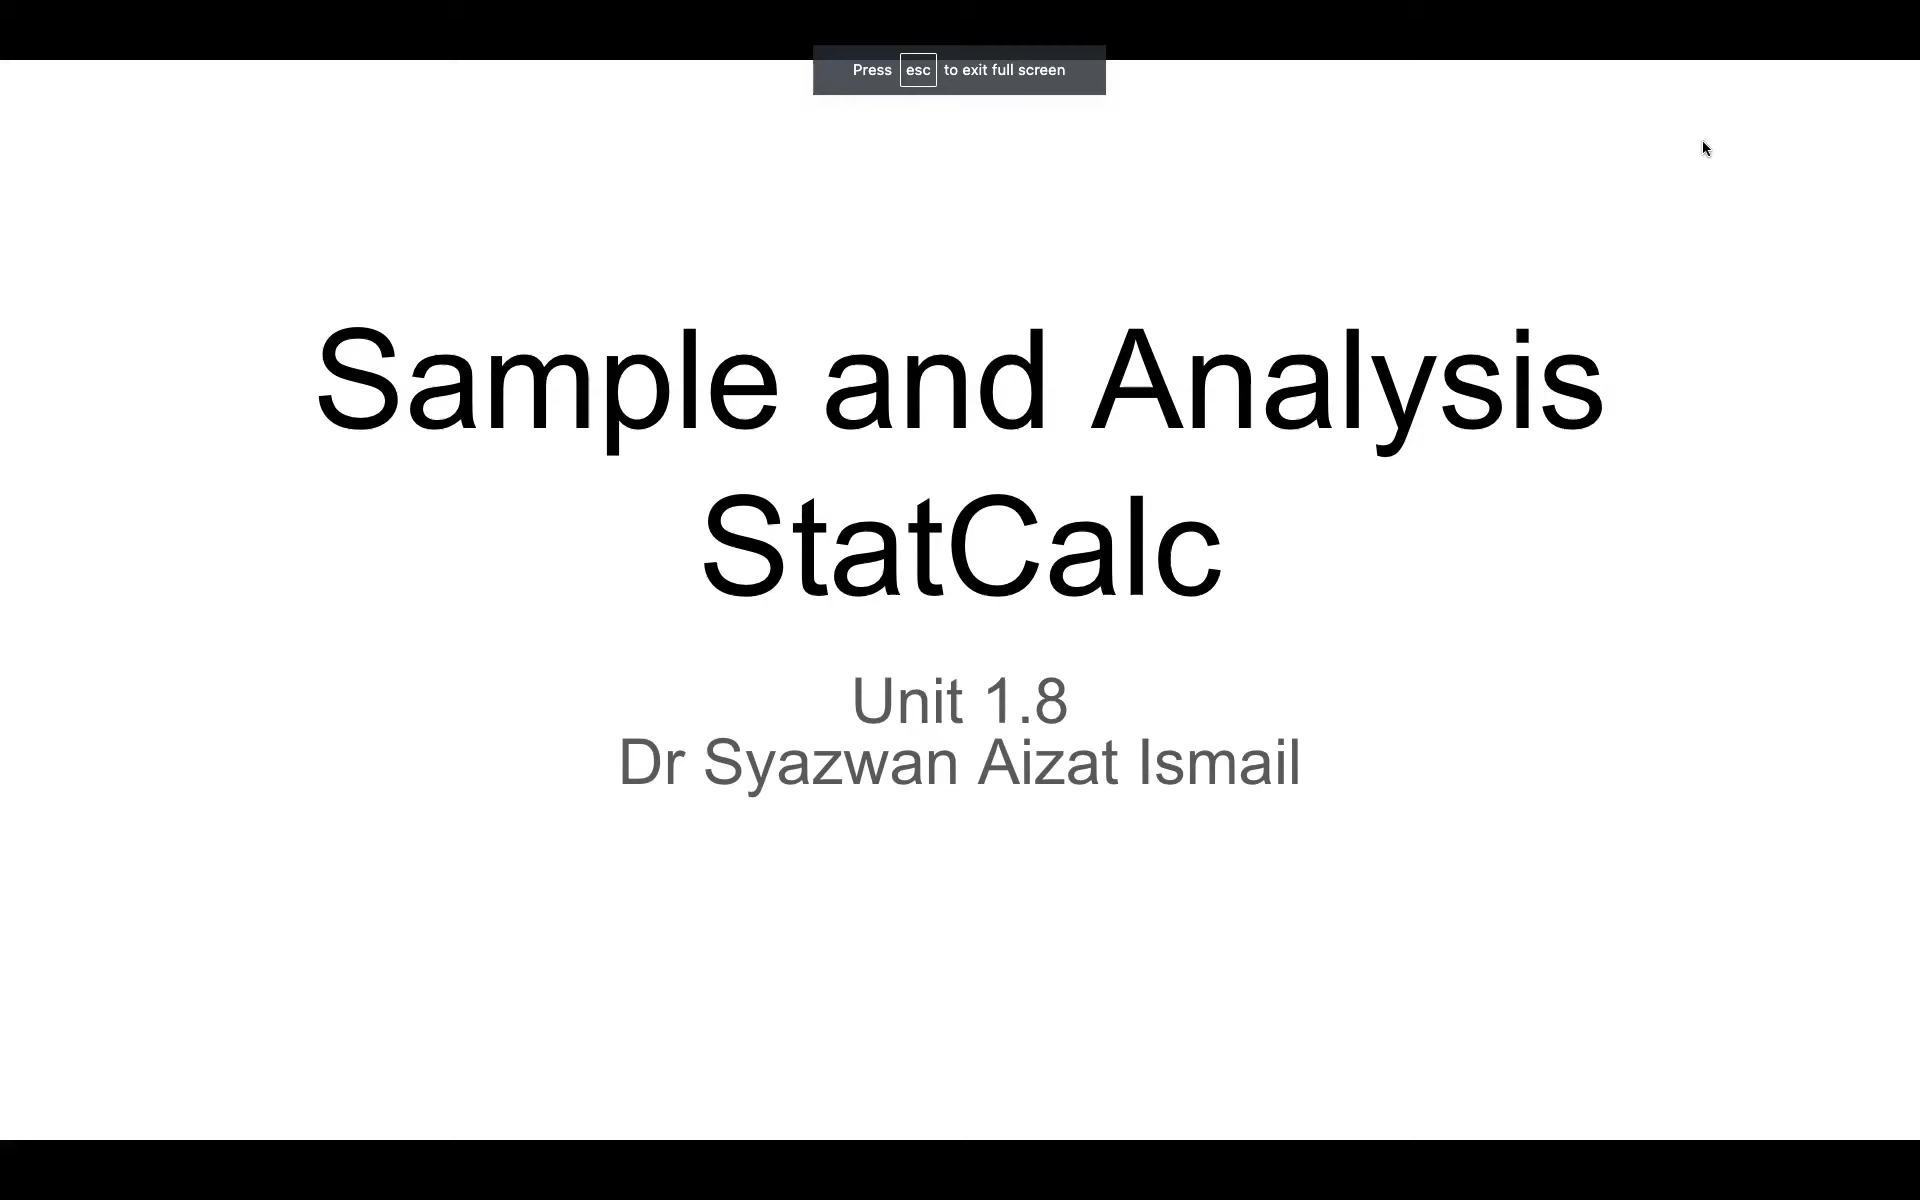 Press esc to exit full screen
Sample and Analysis
StatCalc
Unit 1.8
Dr Syazwan Aizat Ismail